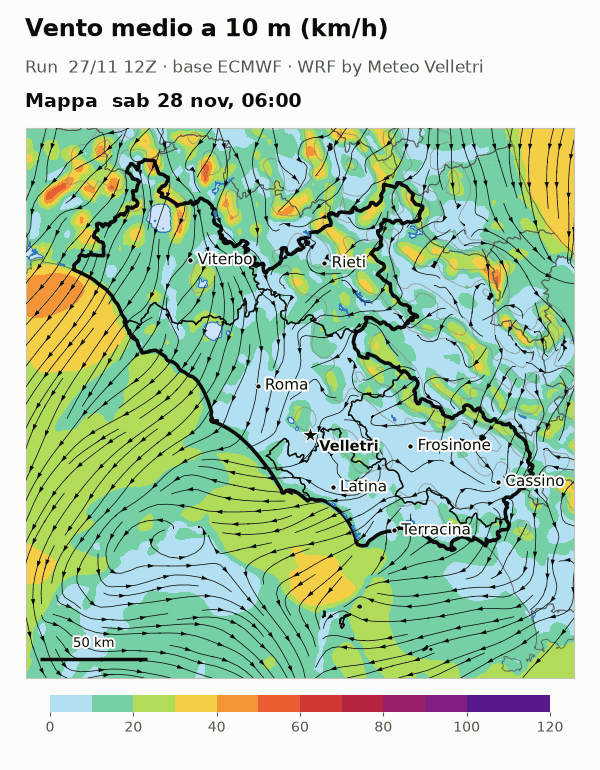 Vento medio a 10 m (km/h)
Run  27/11 12Z · base ECMWF · WRF by Meteo Velletri
Mappa  sab 28 nov, 06:00
Viterbo
Rieti
Roma
Velletri
Frosinone
Cassino
Latina
Terracina
50 km
0 20 40 60 80 100 120